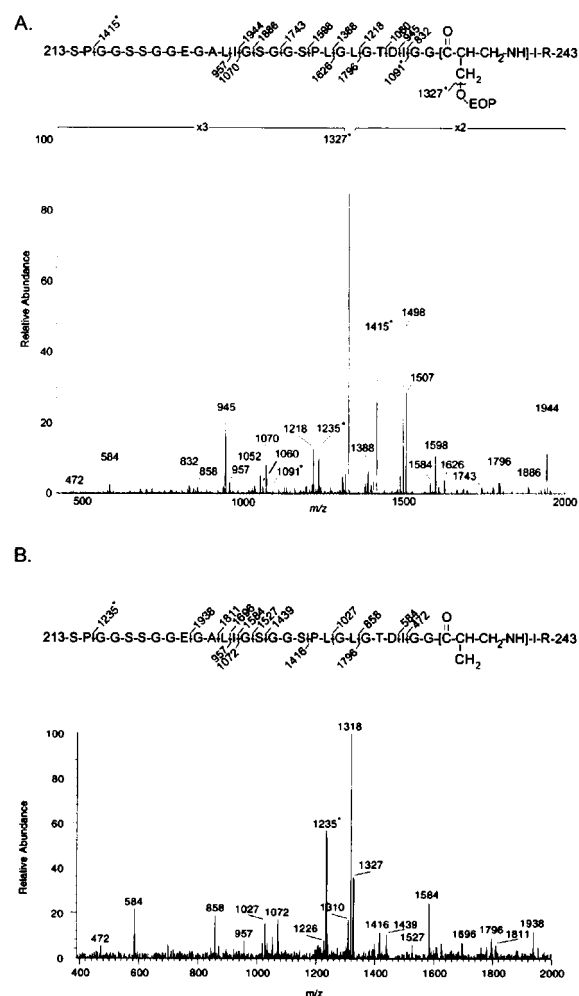 A.
1415* 1944 1886 1743 1598 1388 1218 1060 945 832
213-S-P-G-G-S-S-G-G-E-G-A-L-I-G-S-G-G-S-P-L-G-L-G-T-D-I-G-G-[C-CH-CH₂-NH]-I-R-243
O
957 1070 1626 1796 1091* CH₂
1327* O
EOP
x3 1327* x2
100
80
60
40
20
0
Relative Abundance
1415* 1498
1507
945 1944
1218 1235*
1070 1388 1598
584 832 1052 1060 1796
472 858 957 1091* 1584 1626 1743 1886
500 1000 1500 2000
m/z
B.
1235* 1938 1811 1696 1584 1527 1439 1027 858 584 472
213-S-P-G-G-S-S-G-G-E-G-A-L-I-G-S-G-G-S-P-L-G-L-G-T-D-I-G-G-[C-CH-CH₂-NH]-I-R-243
O
957 1072 1416 1796 CH₂
100
80
60
40
20
0
Relative Abundance
1318
1235*
1327
584 858 1027 1072 1310 1584
472 957 1226 1416 1439 1527 1696 1796 1811 1938
400 600 800 1000 1200 1400 1600 1800 2000
m/z